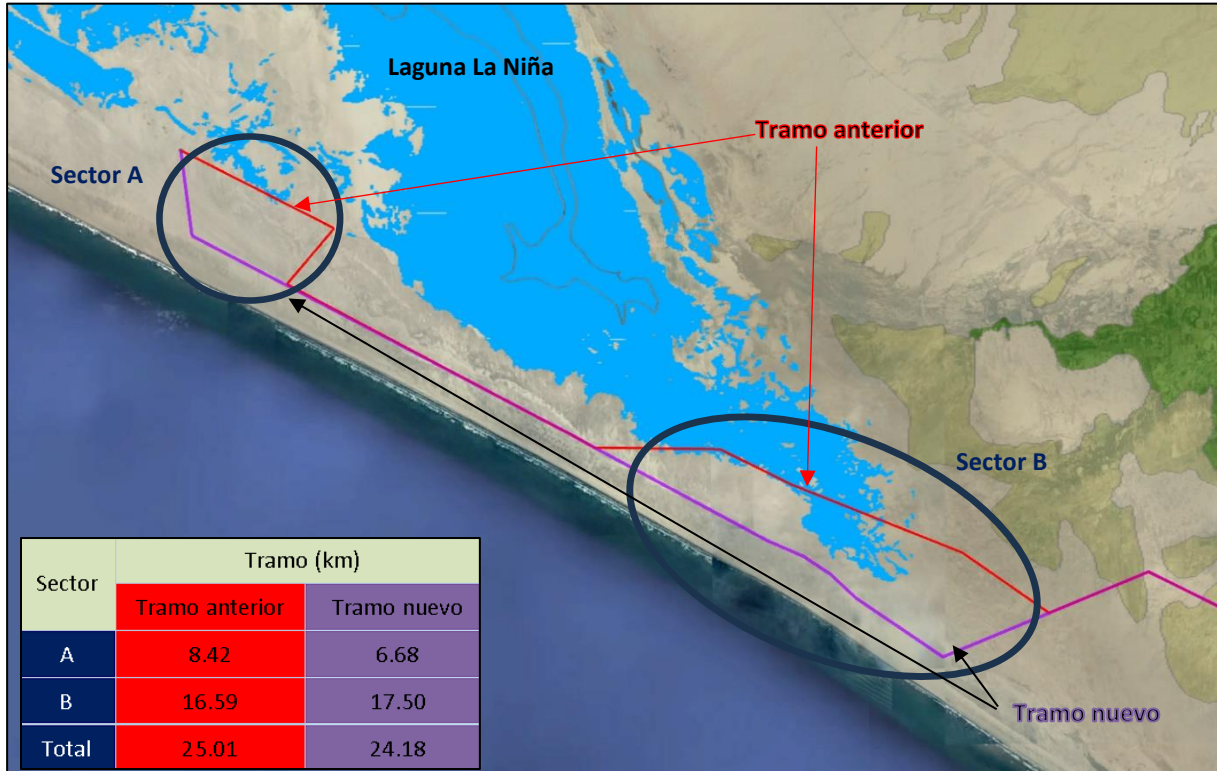 Laguna La Niña
Tramo anterior
Sector A
Sector B
Tramo nuevo
Sector
Tramo (km)
Tramo anterior Tramo nuevo
A 8.42 6.68
B 16.59 17.50
Total 25.01 24.18